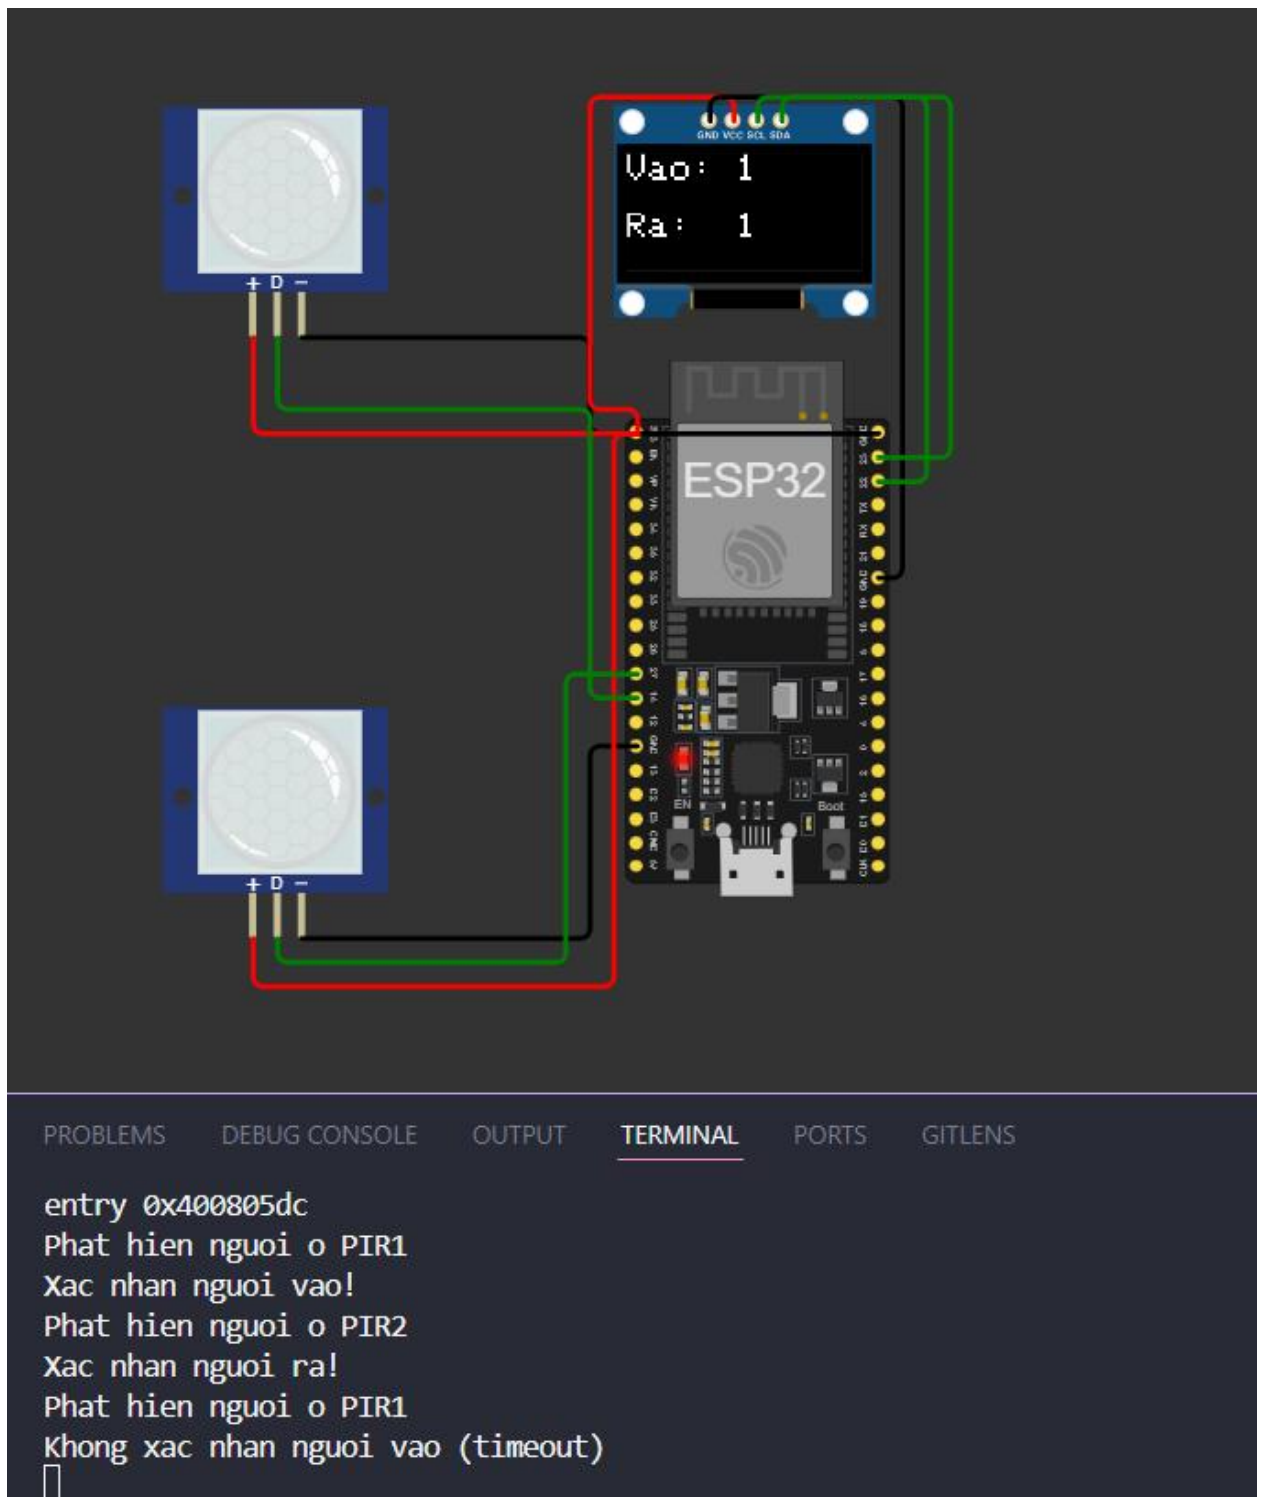 GND VCC SCL SDA
Vao: 1
Ra: 1
+ D -
ESP32
+ D -
EN
Boot
PROBLEMS DEBUG CONSOLE OUTPUT TERMINAL PORTS GITLENS
entry 0x400805dc
Phat hien nguoi o PIR1
Xac nhan nguoi vao!
Phat hien nguoi o PIR2
Xac nhan nguoi ra!
Phat hien nguoi o PIR1
Khong xac nhan nguoi vao (timeout)